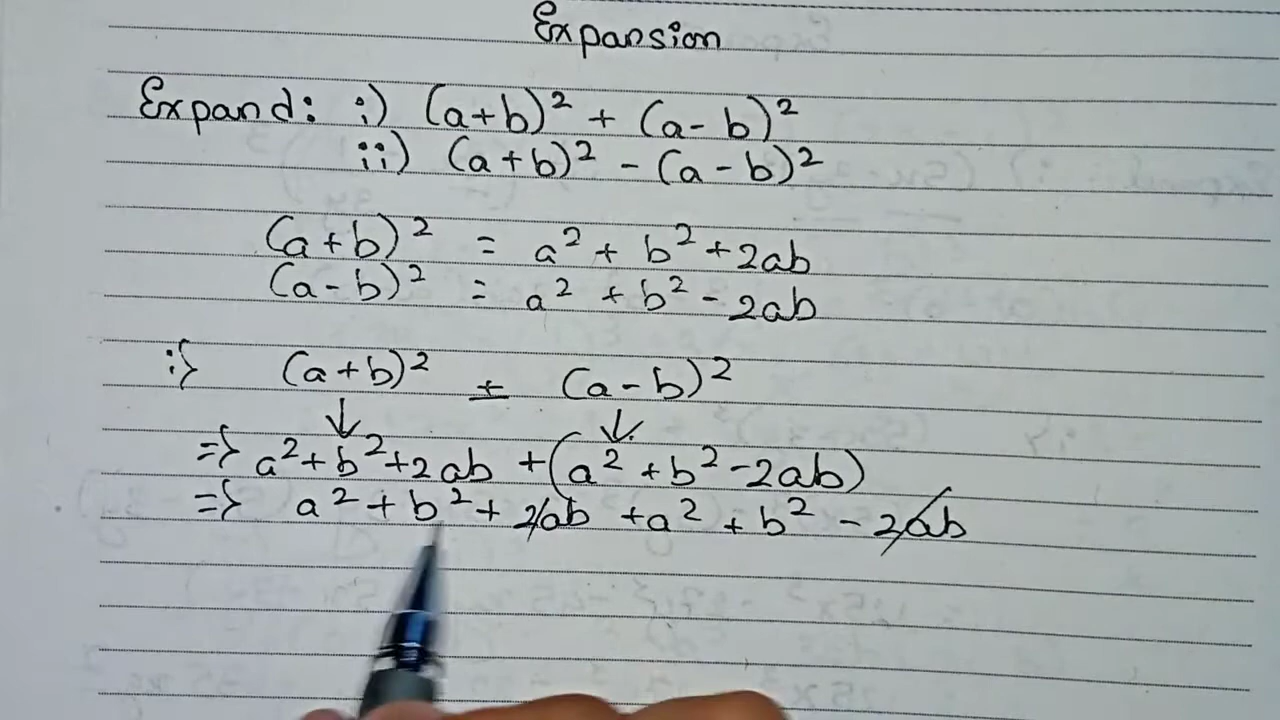 Expansion
Expand: i) (a+b)² + (a-b)²
ii) (a+b)² - (a-b)²
(a+b)² = a² + b² + 2ab
(a-b)² = a² + b² - 2ab
i} (a+b)² + (a-b)²
↓ ↓
=} a²+b²+2ab +(a²+b²-2ab)
=} a²+b²+2ab +a²+b²-2ab